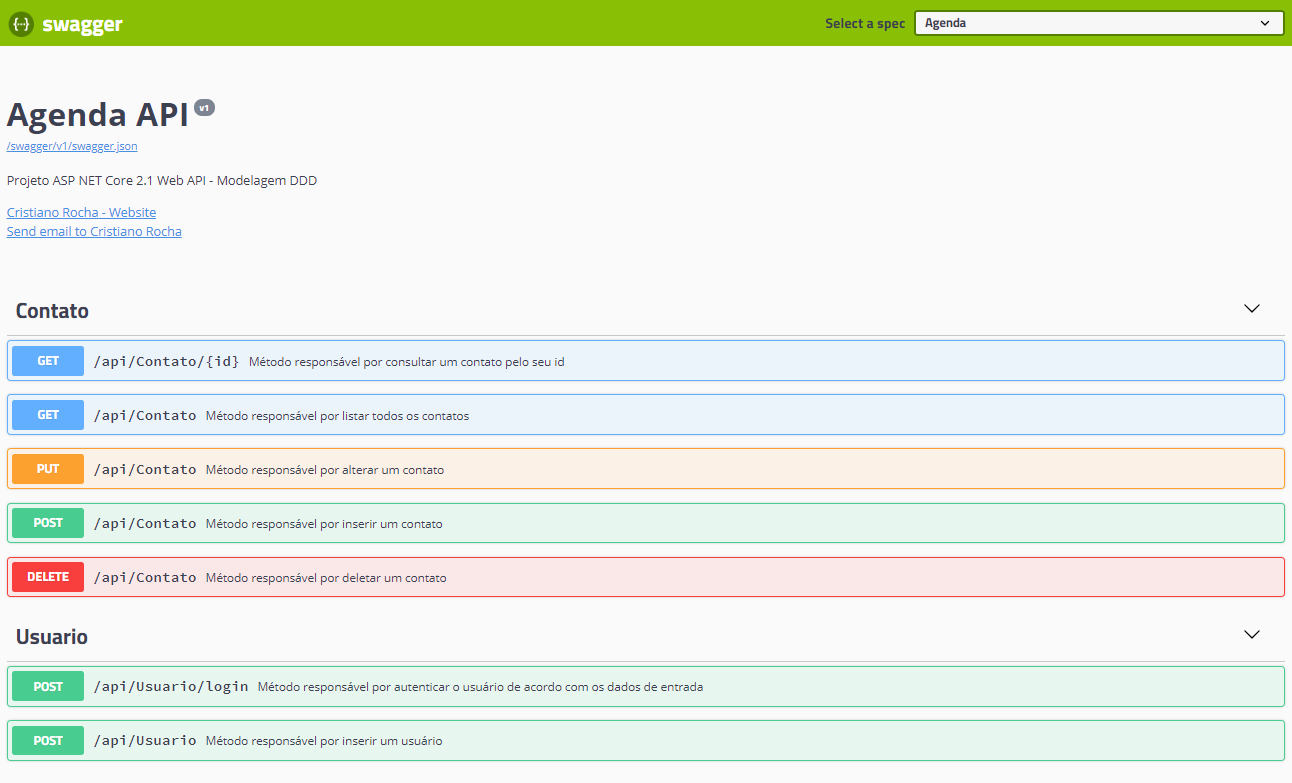 {···} swagger Select a spec Agenda
Agenda API v1
/swagger/v1/swagger.json
Projeto ASP NET Core 2.1 Web API - Modelagem DDD
Cristiano Rocha - Website
Send email to Cristiano Rocha
Contato
GET /api/Contato/{id} Método responsável por consultar um contato pelo seu id
GET /api/Contato Método responsável por listar todos os contatos
PUT /api/Contato Método responsável por alterar um contato
POST /api/Contato Método responsável por inserir um contato
DELETE /api/Contato Método responsável por deletar um contato
Usuario
POST /api/Usuario/login Método responsável por autenticar o usuário de acordo com os dados de entrada
POST /api/Usuario Método responsável por inserir um usuário